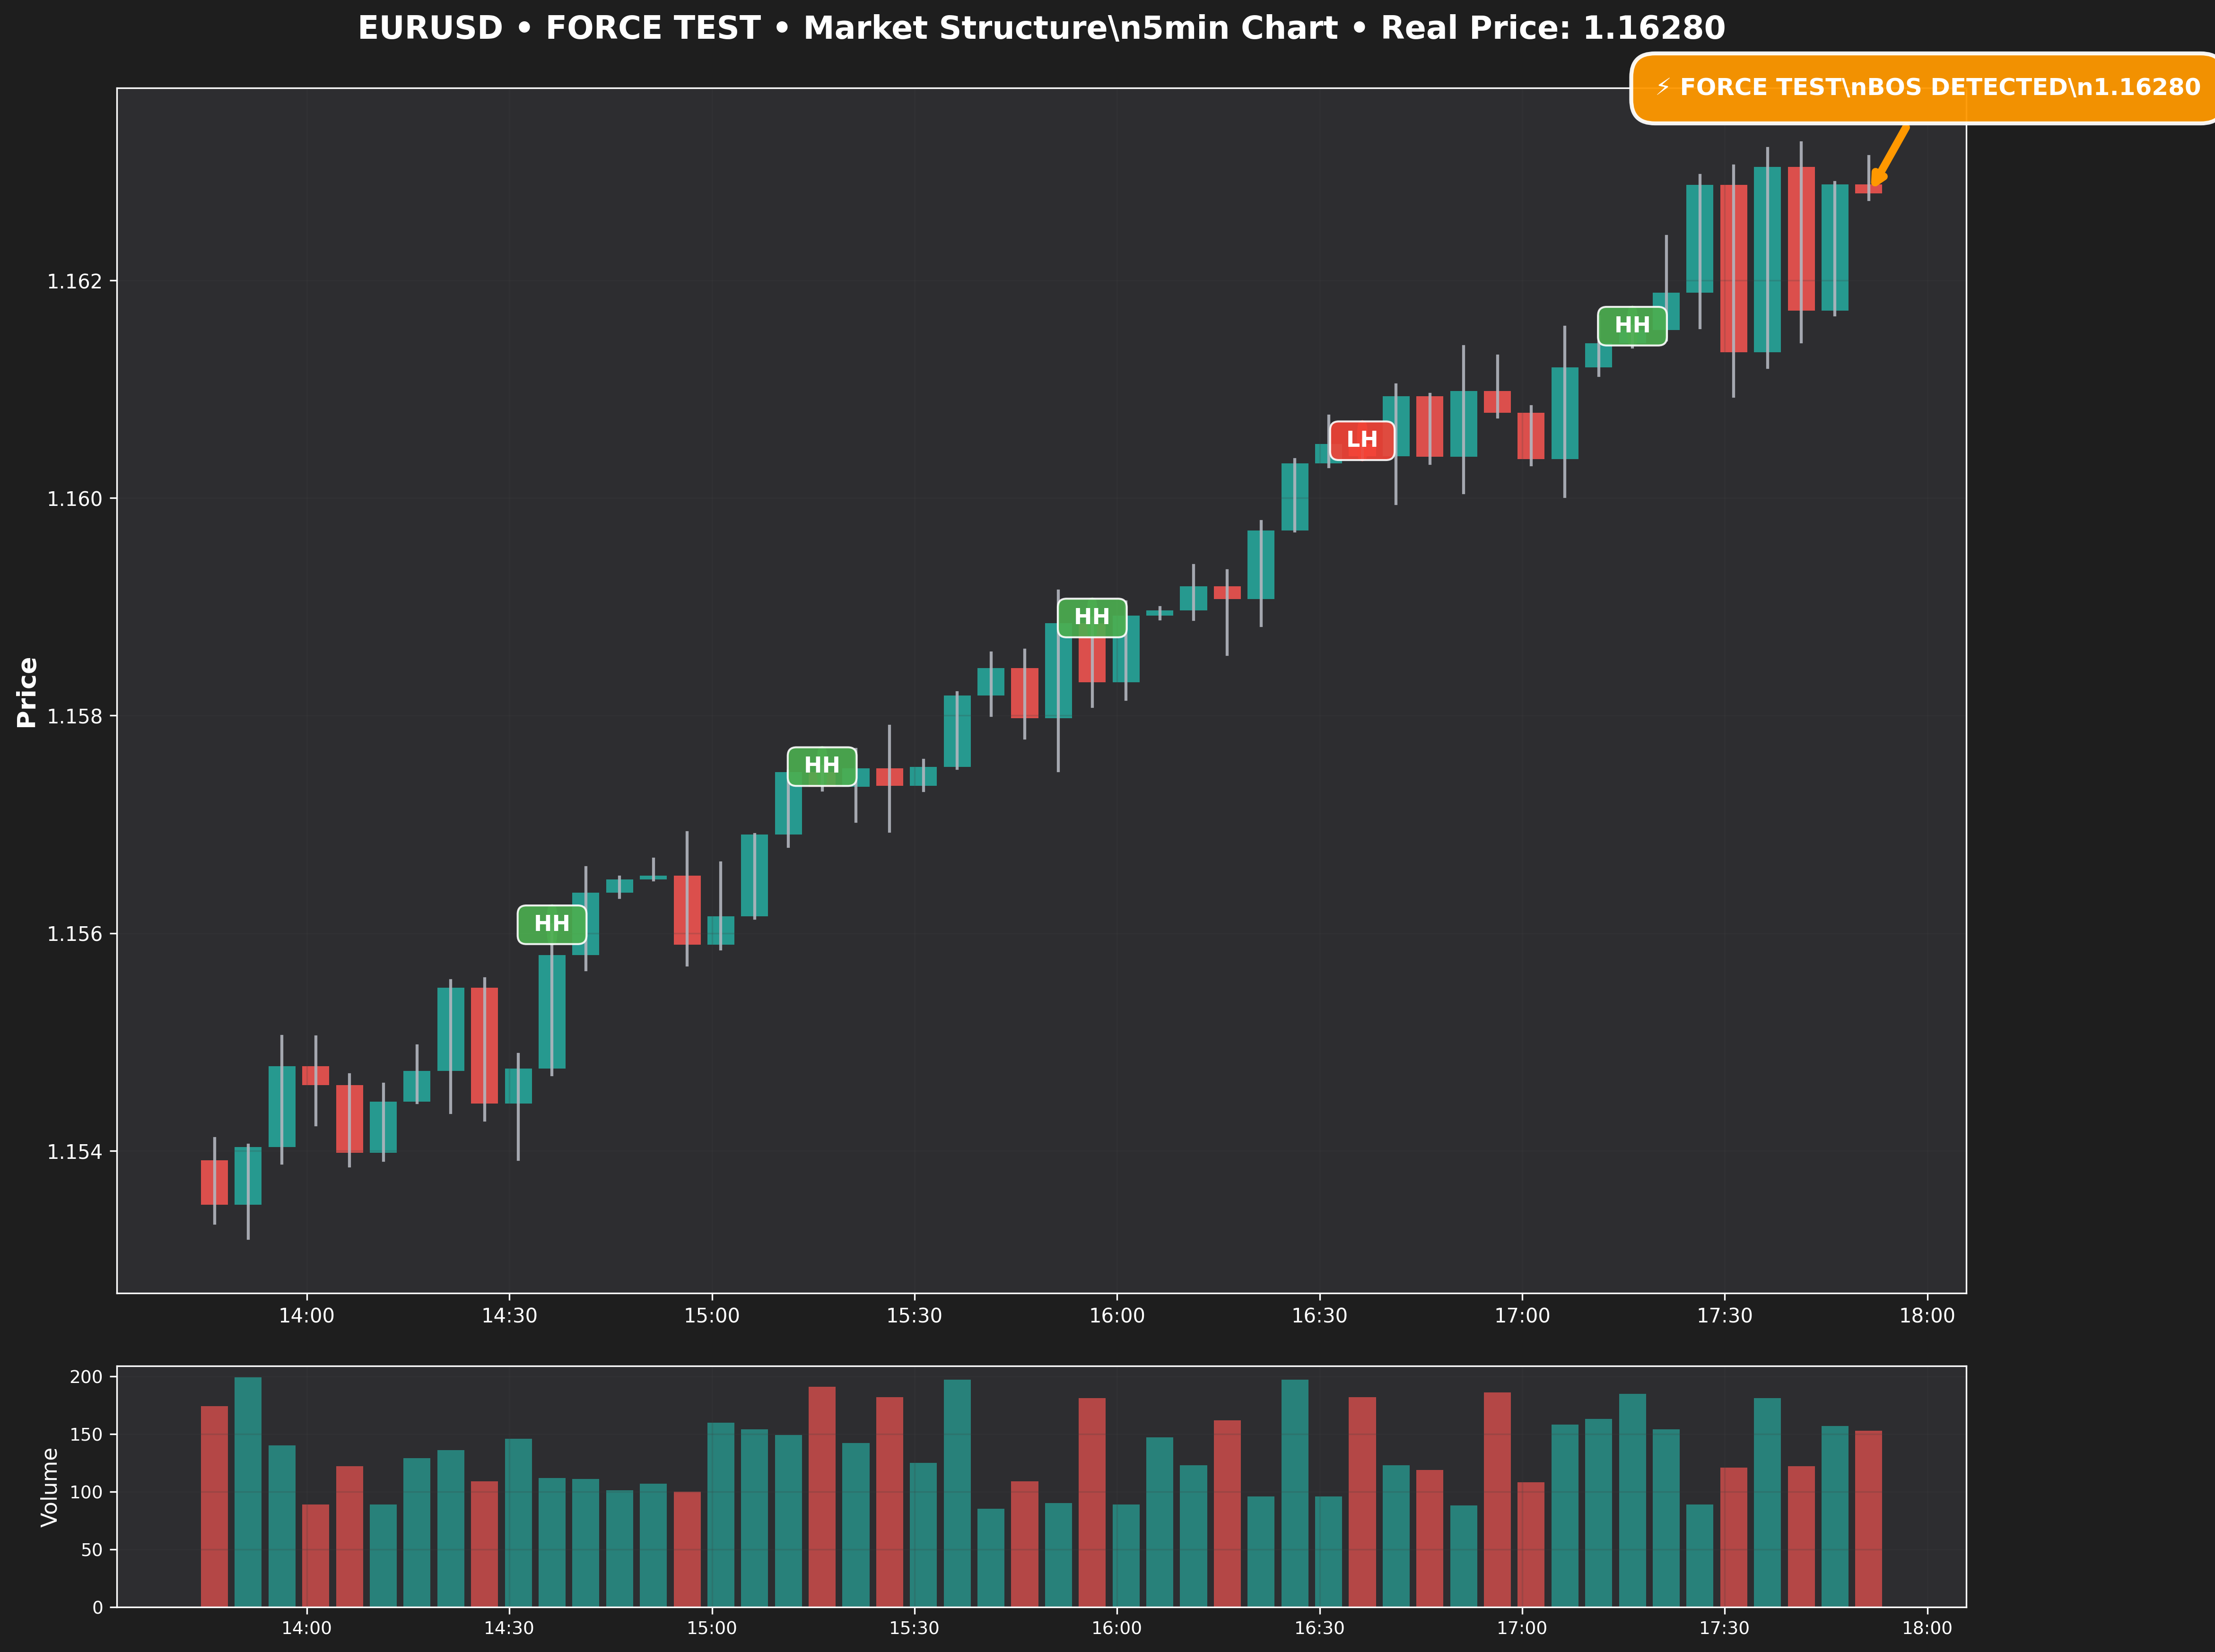 EURUSD • FORCE TEST • Market Structure\n5min Chart • Real Price: 1.16280
⚡ FORCE TEST\nBOS DETECTED\n1.16280
1.162
HH
LH
1.160
HH
Price
1.158
HH
1.156
HH
1.154
14:00 14:30 15:00 15:30 16:00 16:30 17:00 17:30 18:00
200
150
Volume
100
50
0
14:00 14:30 15:00 15:30 16:00 16:30 17:00 17:30 18:00